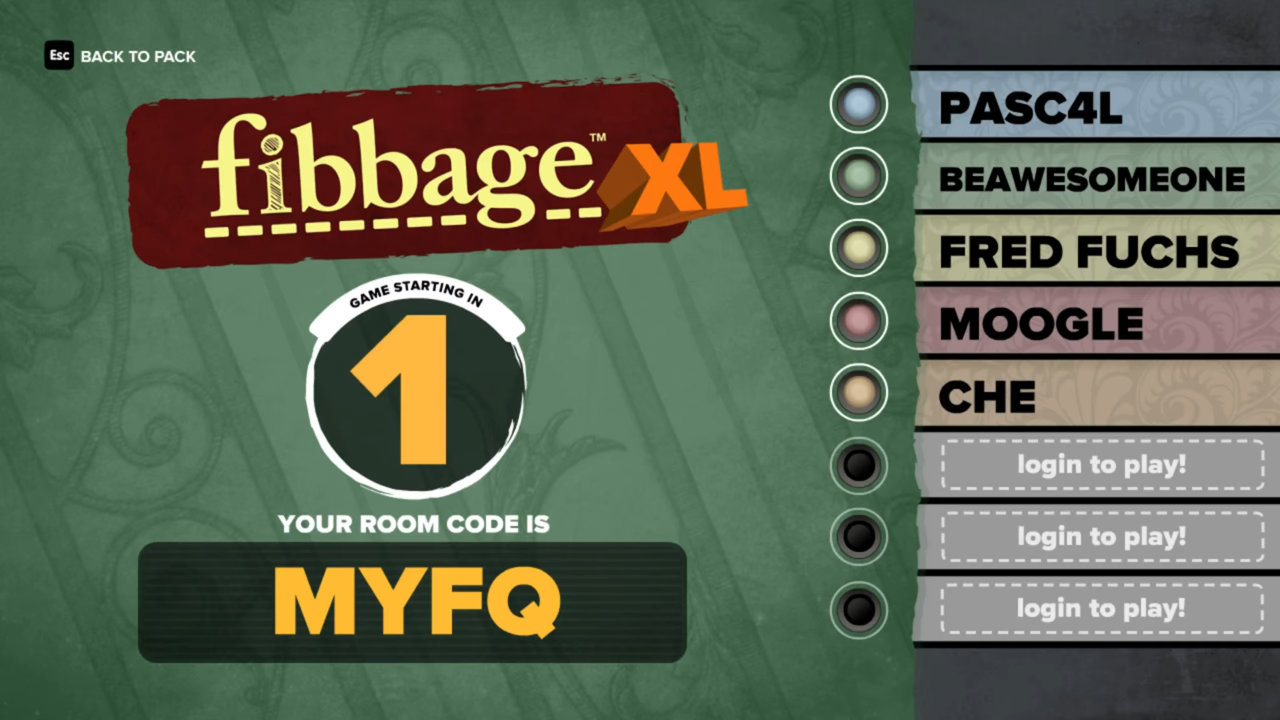 Esc BACK TO PACK
fibbage™ XL
GAME STARTING IN
1
YOUR ROOM CODE IS
MYFQ
PASC4L
BEAWESOMEONE
FRED FUCHS
MOOGLE
CHE
login to play!
login to play!
login to play!